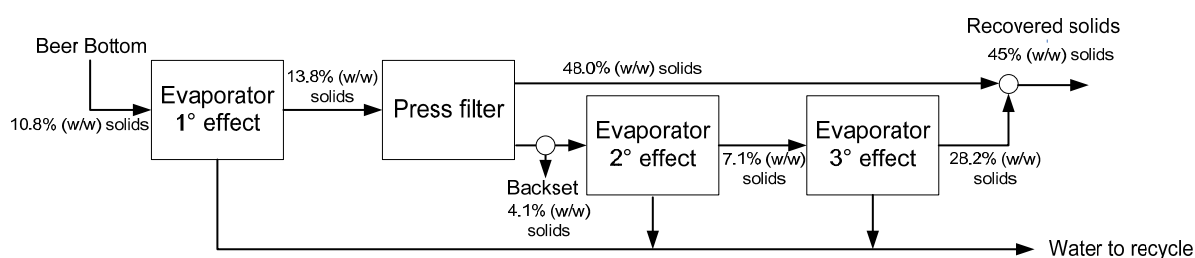 Beer Bottom
10.8% (w/w) solids
Evaporator
1° effect
13.8% (w/w)
solids
Press filter
48.0% (w/w) solids
Recovered solids
45% (w/w) solids
Backset
4.1% (w/w)
solids
Evaporator
2° effect
7.1% (w/w)
solids
Evaporator
3° effect
28.2% (w/w)
solids
Water to recycle